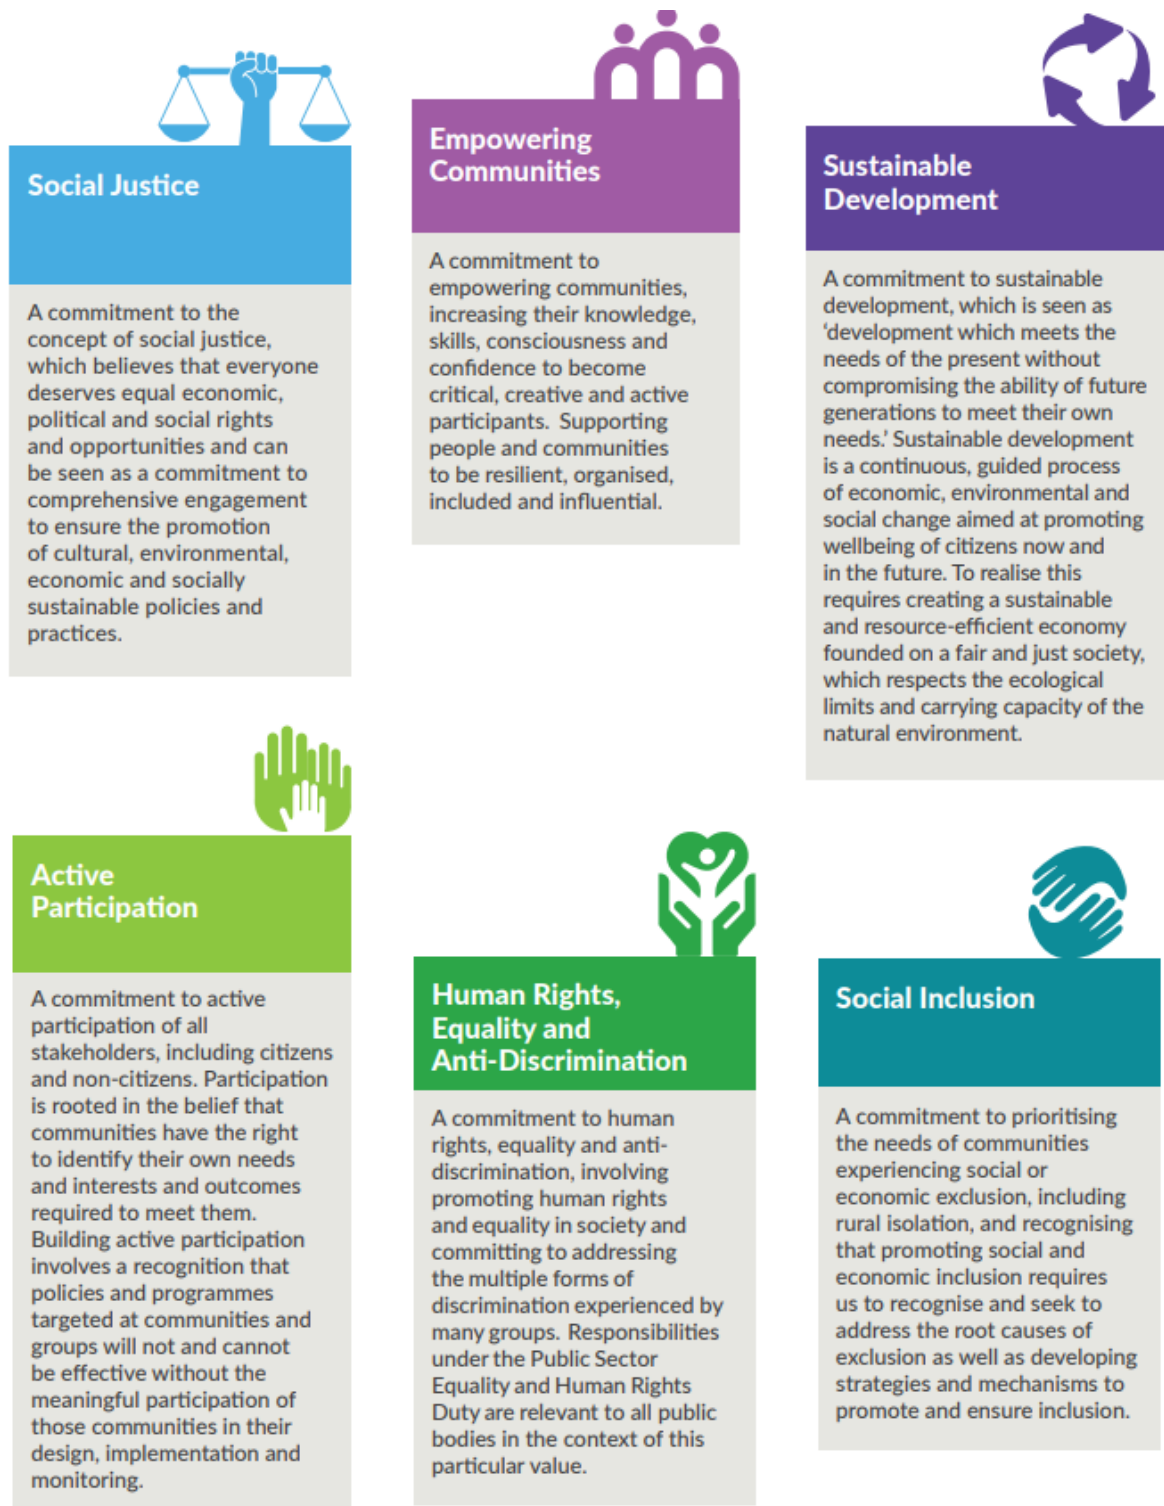 Social Justice
A commitment to the
concept of social justice,
which believes that everyone
deserves equal economic,
political and social rights
and opportunities and can
be seen as a commitment to
comprehensive engagement
to ensure the promotion
of cultural, environmental,
economic and socially
sustainable policies and
practices.
Empowering
Communities
A commitment to
empowering communities,
increasing their knowledge,
skills, consciousness and
confidence to become
critical, creative and active
participants. Supporting
people and communities
to be resilient, organised,
included and influential.
Sustainable
Development
A commitment to sustainable
development, which is seen as
‘development which meets the
needs of the present without
compromising the ability of future
generations to meet their own
needs.’ Sustainable development
is a continuous, guided process
of economic, environmental and
social change aimed at promoting
wellbeing of citizens now and
in the future. To realise this
requires creating a sustainable
and resource-efficient economy
founded on a fair and just society,
which respects the ecological
limits and carrying capacity of the
natural environment.
Active
Participation
A commitment to active
participation of all
stakeholders, including citizens
and non-citizens. Participation
is rooted in the belief that
communities have the right
to identify their own needs
and interests and outcomes
required to meet them.
Building active participation
involves a recognition that
policies and programmes
targeted at communities and
groups will not and cannot
be effective without the
meaningful participation of
those communities in their
design, implementation and
monitoring.
Human Rights,
Equality and
Anti-Discrimination
A commitment to human
rights, equality and anti-
discrimination, involving
promoting human rights
and equality in society and
committing to addressing
the multiple forms of
discrimination experienced by
many groups. Responsibilities
under the Public Sector
Equality and Human Rights
Duty are relevant to all public
bodies in the context of this
particular value.
Social Inclusion
A commitment to prioritising
the needs of communities
experiencing social or
economic exclusion, including
rural isolation, and recognising
that promoting social and
economic inclusion requires
us to recognise and seek to
address the root causes of
exclusion as well as developing
strategies and mechanisms to
promote and ensure inclusion.